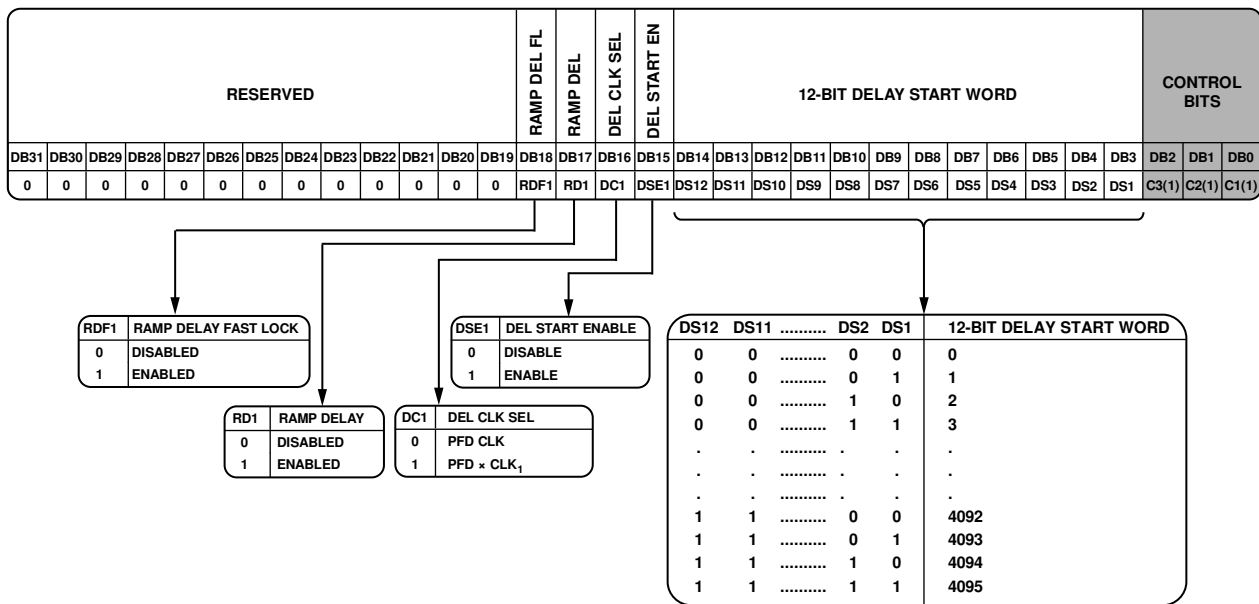 RESERVED
RAMP DEL FL
RAMP DEL
DEL CLK SEL
DEL START EN
12-BIT DELAY START WORD
CONTROL
BITS
DB31 DB30 DB29 DB28 DB27 DB26 DB25 DB24 DB23 DB22 DB21 DB20 DB19 DB18 DB17 DB16 DB15 DB14 DB13 DB12 DB11 DB10 DB9 DB8 DB7 DB6 DB5 DB4 DB3 DB2 DB1 DB0
0 0 0 0 0 0 0 0 0 0 0 0 0 RDF1 RD1 DC1 DSE1 DS12 DS11 DS10 DS9 DS8 DS7 DS6 DS5 DS4 DS3 DS2 DS1 C3(1) C2(1) C1(1)
RDF1 RAMP DELAY FAST LOCK
0 DISABLED
1 ENABLED
DSE1 DEL START ENABLE
0 DISABLE
1 ENABLE
RD1 RAMP DELAY
0 DISABLED
1 ENABLED
DC1 DEL CLK SEL
0 PFD CLK
1 PFD × CLK₁
DS12 DS11 .......... DS2 DS1 12-BIT DELAY START WORD
0 0 .......... 0 0 0
0 0 .......... 0 1 1
0 0 .......... 1 0 2
0 0 .......... 1 1 3
. . .......... . . .
. . .......... . . .
. . .......... . . .
1 1 .......... 0 0 4092
1 1 .......... 0 1 4093
1 1 .......... 1 0 4094
1 1 .......... 1 1 4095